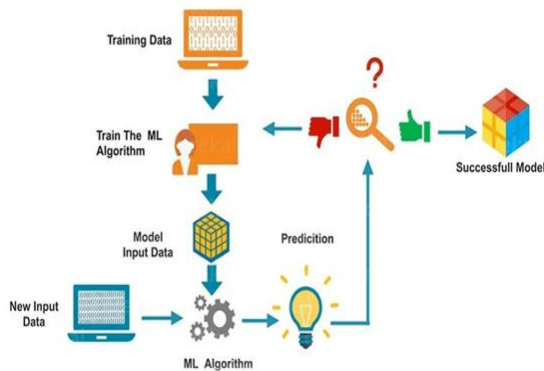 Training Data
?
Train The ML
Algorithm
Successfull Model
Model
Input Data
Predicition
New Input
Data
ML Algorithm